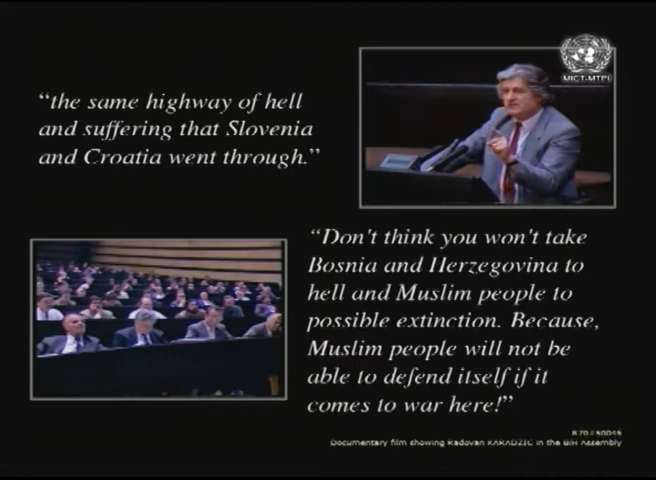 MICT-MTPI
“the same highway of hell
and suffering that Slovenia
and Croatia went through.”
“Don't think you won't take
Bosnia and Herzegovina to
hell and Muslim people to
possible extinction. Because,
Muslim people will not be
able to defend itself if it
comes to war here!”
Documentary film showing Radovan KARADZIC in the BiH Assembly